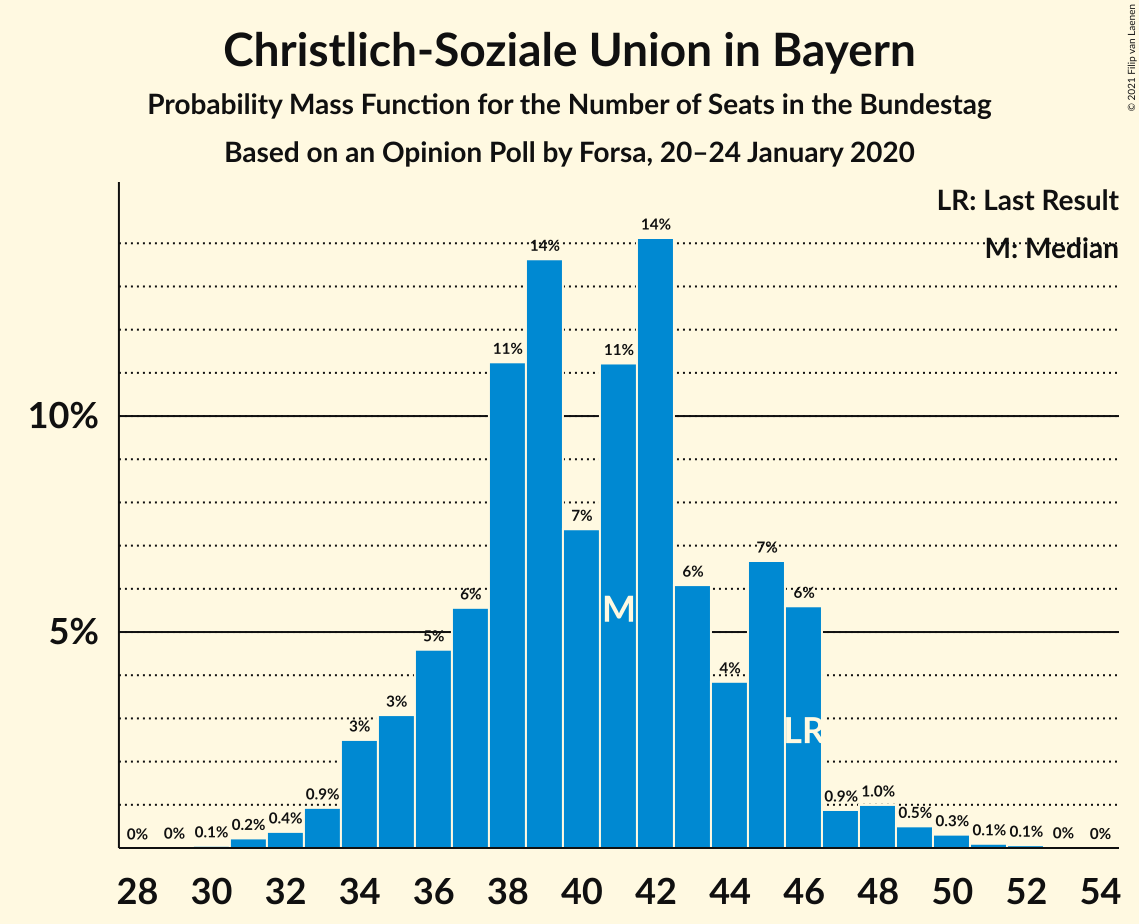 Christlich-Soziale Union in Bayern
Probability Mass Function for the Number of Seats in the Bundestag
Based on an Opinion Poll by Forsa, 20–24 January 2020
© 2021 Filip van Laenen
LR: Last Result
M: Median
10%
5%
0% 0% 0.1% 0.2% 0.4% 0.9% 3% 3% 5% 6% 11% 14% 7% 11% 14% 6% 4% 7% 6% 0.9% 1.0% 0.5% 0.3% 0.1% 0.1% 0% 0%
M
LR
28 30 32 34 36 38 40 42 44 46 48 50 52 54